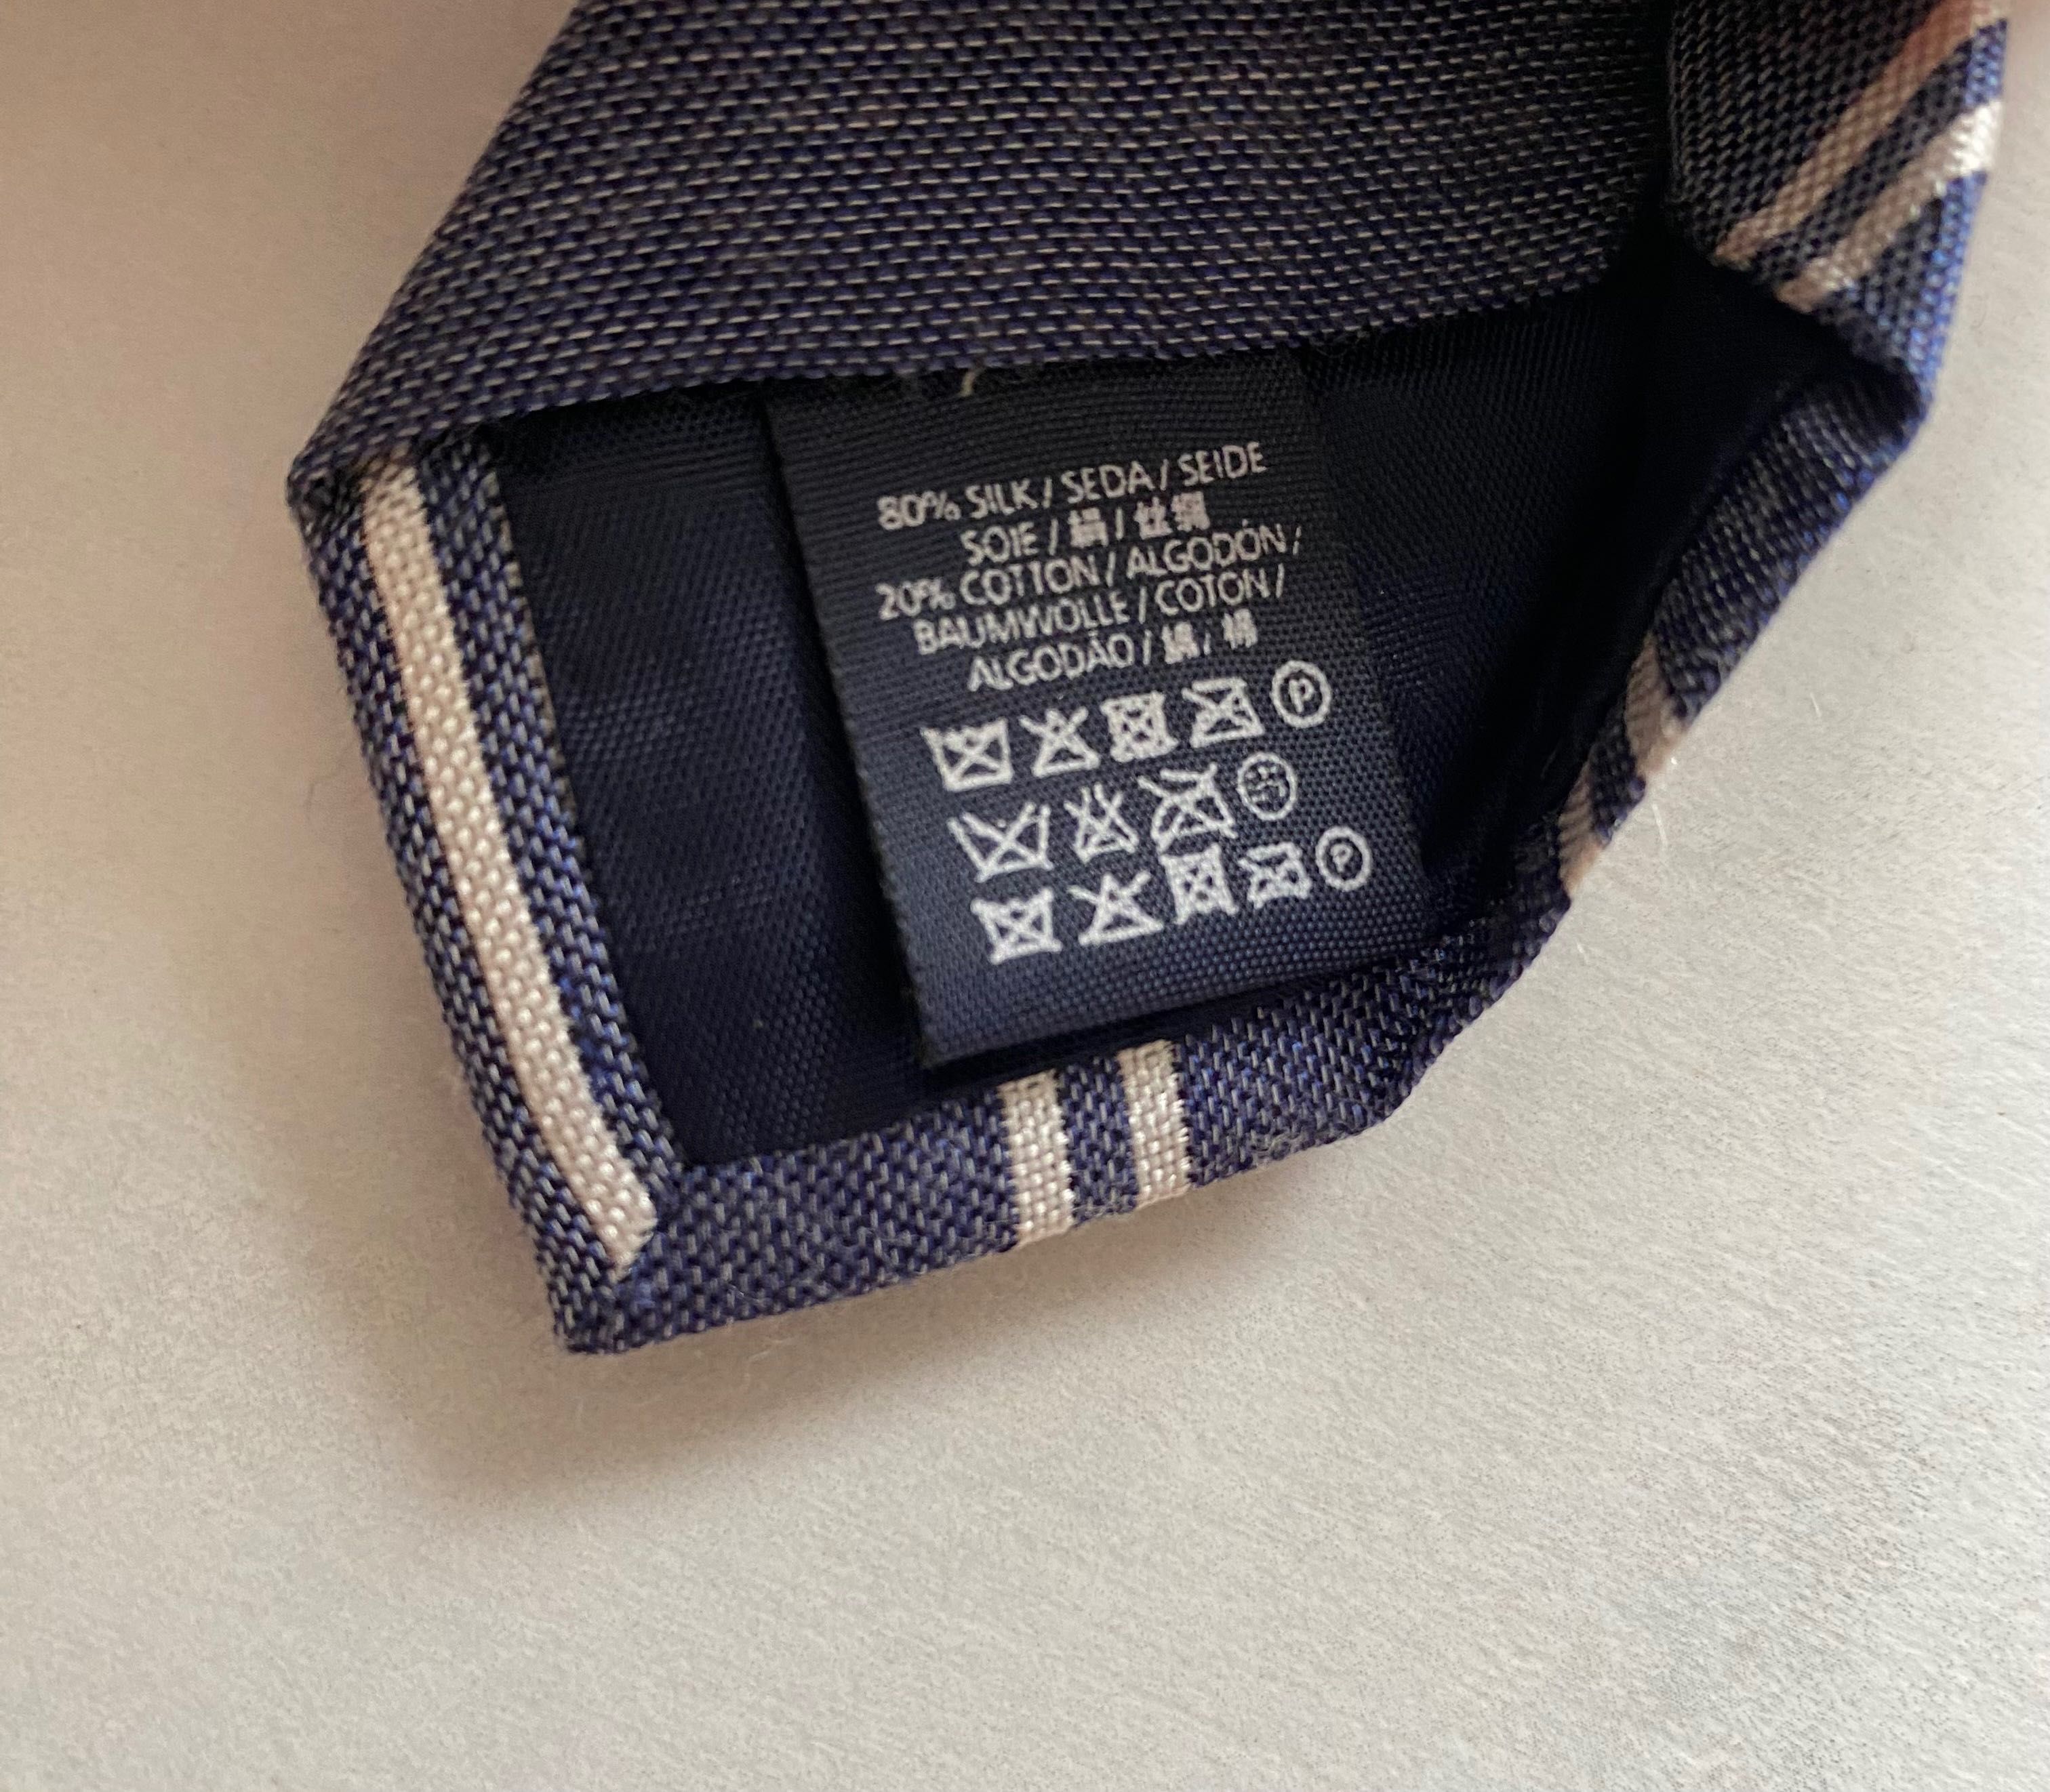 80% SILK / SEDA / SEIDE
SOIE / 絹 / 丝绸
20% COTTON / ALGODÓN /
BAUMWOLLE / COTON /
ALGODÃO / 綿 / 棉
P
P